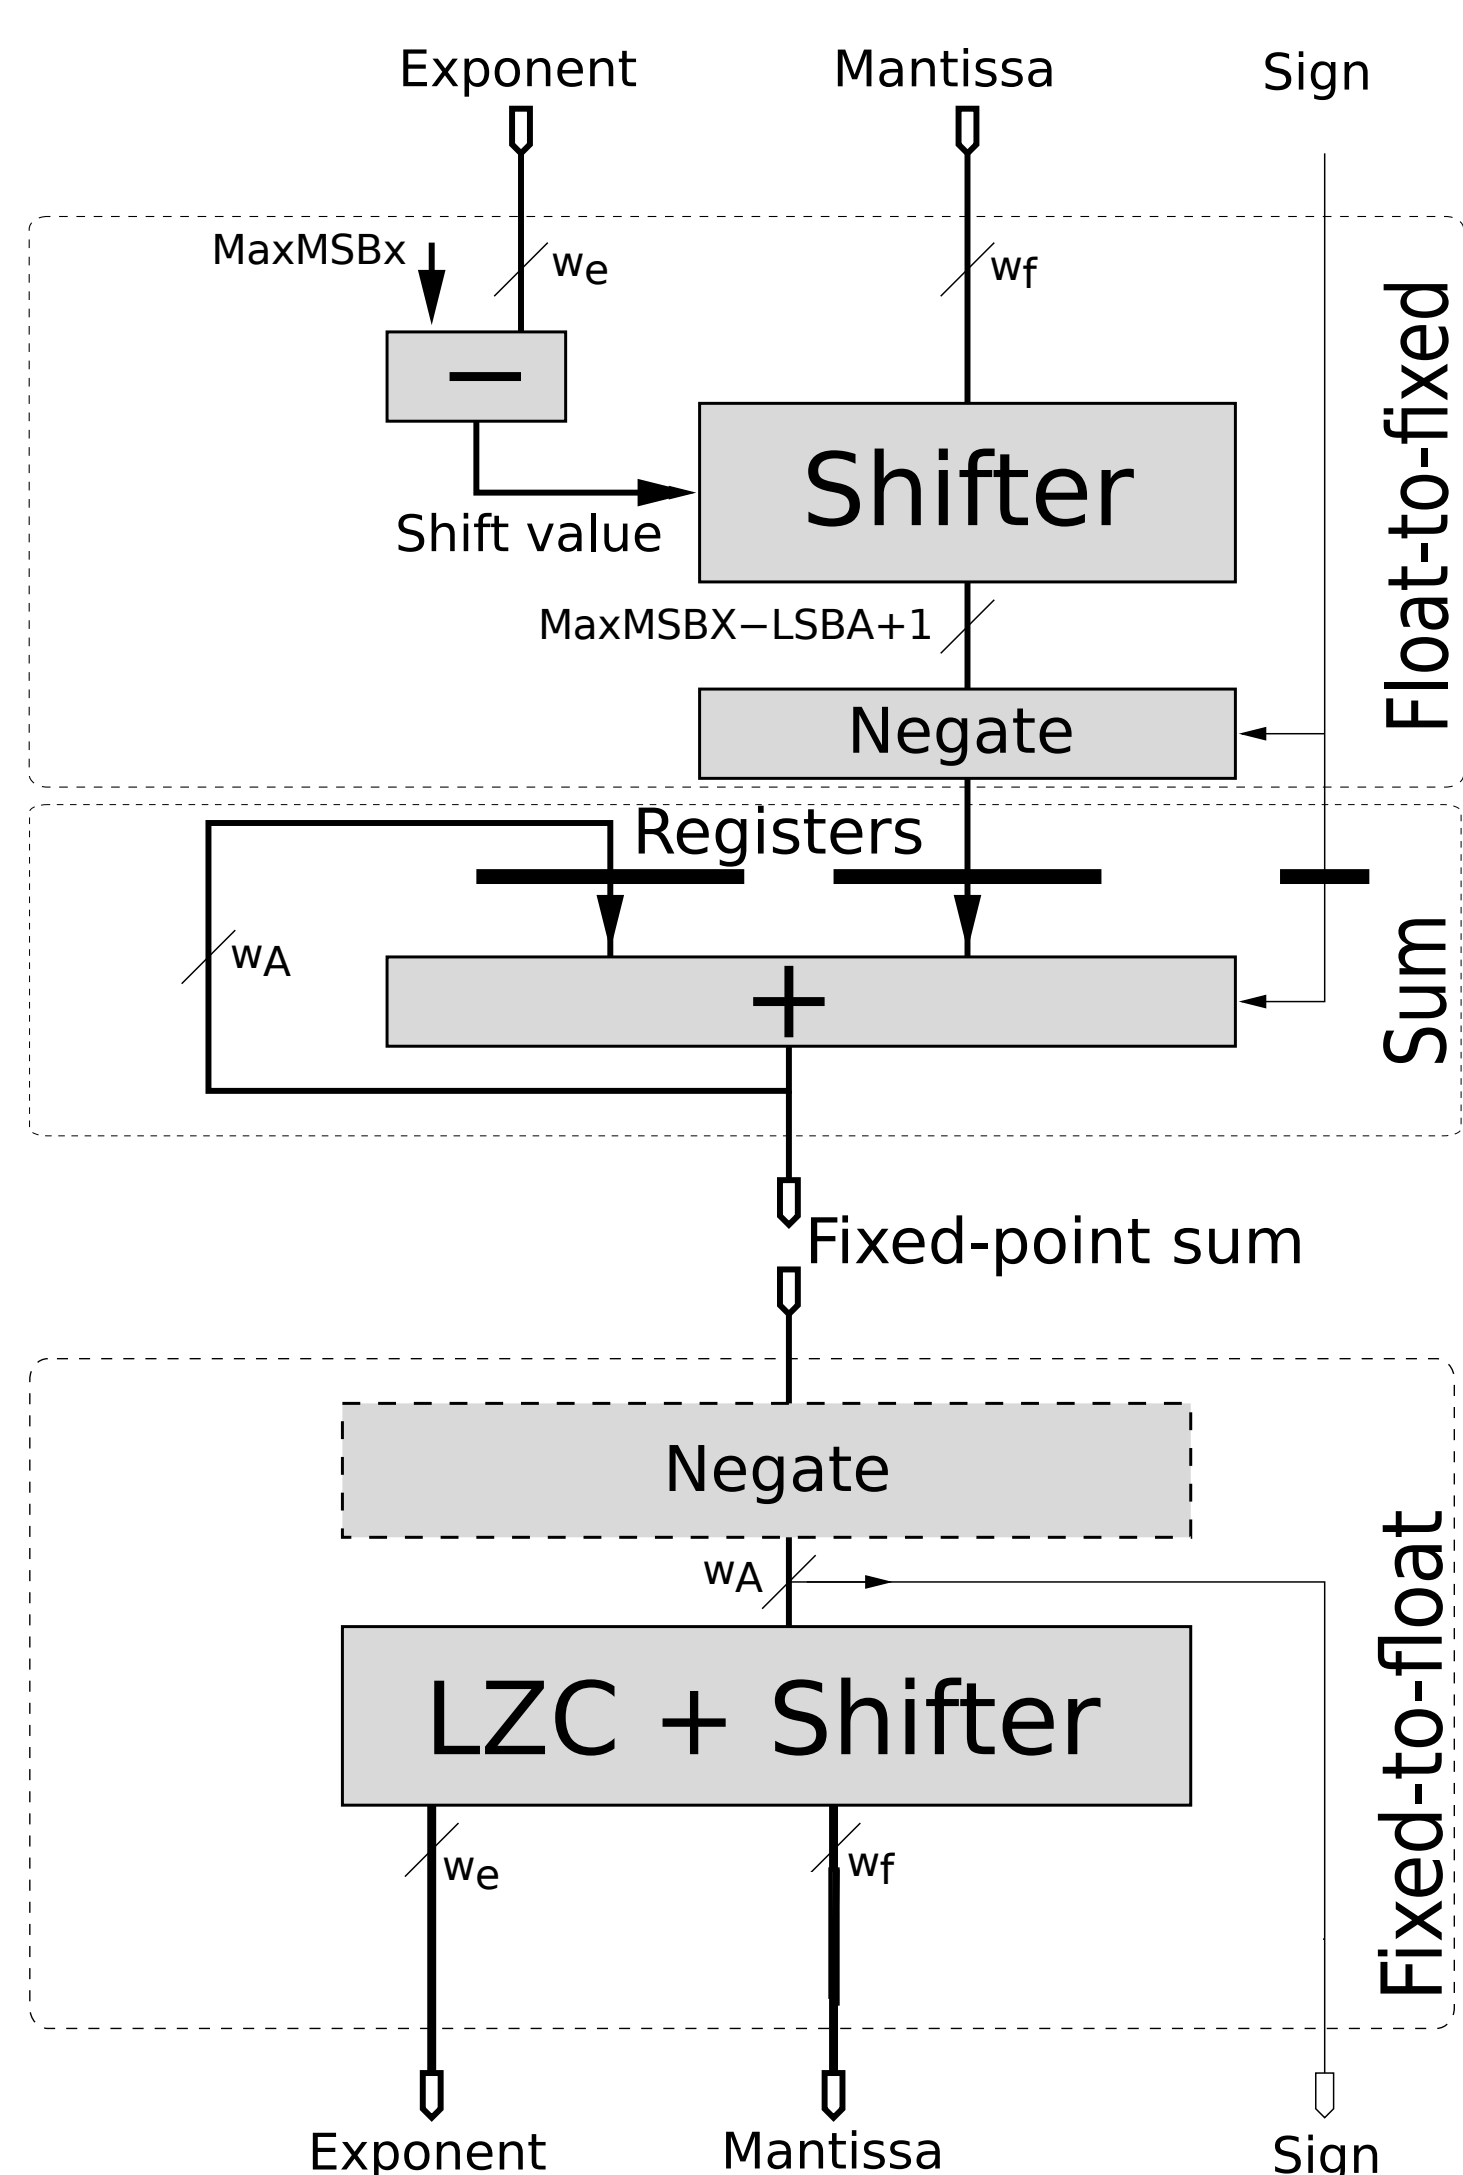 Exponent
Mantissa
Sign
MaxMSBx
we
wf
Float-to-fixed
−
Shifter
Shift value
MaxMSBX−LSBA+1
Negate
Registers
wA
Sum
+
Fixed-point sum
Negate
wA
Fixed-to-float
LZC + Shifter
we
wf
Exponent
Mantissa
Sign